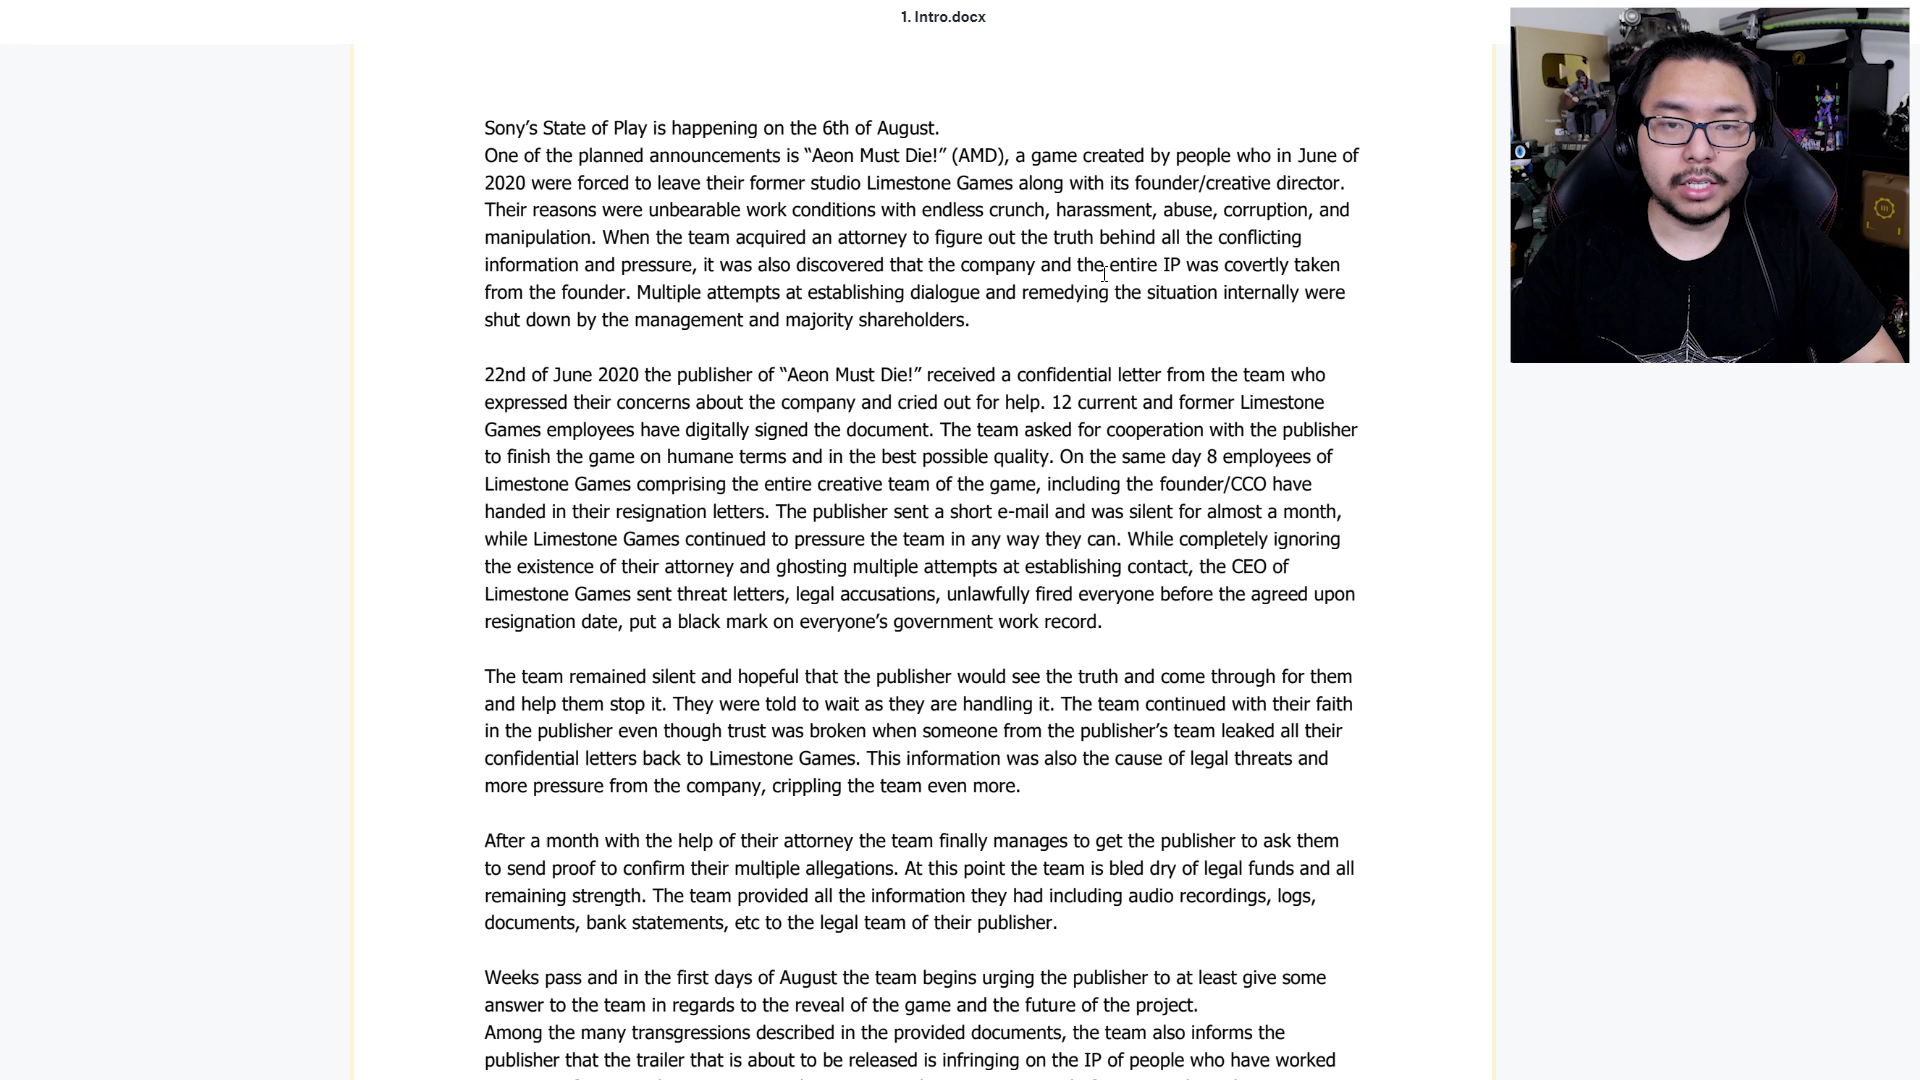 1. Intro.docx
Sony’s State of Play is happening on the 6th of August.
One of the planned announcements is “Aeon Must Die!” (AMD), a game created by people who in June of
2020 were forced to leave their former studio Limestone Games along with its founder/creative director.
Their reasons were unbearable work conditions with endless crunch, harassment, abuse, corruption, and
manipulation. When the team acquired an attorney to figure out the truth behind all the conflicting
information and pressure, it was also discovered that the company and the entire IP was covertly taken
from the founder. Multiple attempts at establishing dialogue and remedying the situation internally were
shut down by the management and majority shareholders.
22nd of June 2020 the publisher of “Aeon Must Die!” received a confidential letter from the team who
expressed their concerns about the company and cried out for help. 12 current and former Limestone
Games employees have digitally signed the document. The team asked for cooperation with the publisher
to finish the game on humane terms and in the best possible quality. On the same day 8 employees of
Limestone Games comprising the entire creative team of the game, including the founder/CCO have
handed in their resignation letters. The publisher sent a short e-mail and was silent for almost a month,
while Limestone Games continued to pressure the team in any way they can. While completely ignoring
the existence of their attorney and ghosting multiple attempts at establishing contact, the CEO of
Limestone Games sent threat letters, legal accusations, unlawfully fired everyone before the agreed upon
resignation date, put a black mark on everyone’s government work record.
The team remained silent and hopeful that the publisher would see the truth and come through for them
and help them stop it. They were told to wait as they are handling it. The team continued with their faith
in the publisher even though trust was broken when someone from the publisher’s team leaked all their
confidential letters back to Limestone Games. This information was also the cause of legal threats and
more pressure from the company, crippling the team even more.
After a month with the help of their attorney the team finally manages to get the publisher to ask them
to send proof to confirm their multiple allegations. At this point the team is bled dry of legal funds and all
remaining strength. The team provided all the information they had including audio recordings, logs,
documents, bank statements, etc to the legal team of their publisher.
Weeks pass and in the first days of August the team begins urging the publisher to at least give some
answer to the team in regards to the reveal of the game and the future of the project.
Among the many transgressions described in the provided documents, the team also informs the
publisher that the trailer that is about to be released is infringing on the IP of people who have worked